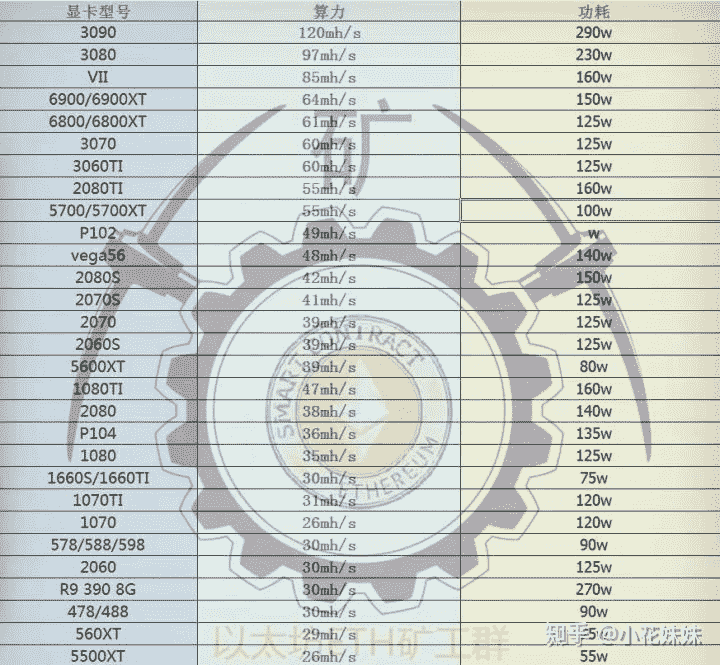 显卡型号 算力 功耗
3090 120mh/s 290w
3080 97mh/s 230w
VII 85mh/s 160w
6900/6900XT 64mh/s 150w
6800/6800XT 61mh/s 125w
3070 60mh/s 125w
3060TI 60mh/s 125w
2080TI 55mh/s 160w
5700/5700XT 55mh/s 100w
P102 49mh/s w
vega56 48mh/s 140w
2080S 42mh/s 150w
2070S 41mh/s 125w
2070 39mh/s 125w
2060S 39mh/s 125w
5600XT 39mh/s 80w
1080TI 47mh/s 160w
2080 38mh/s 140w
P104 36mh/s 135w
1080 35mh/s 125w
1660S/1660TI 30mh/s 75w
1070TI 31mh/s 120w
1070 26mh/s 120w
578/588/598 30mh/s 90w
2060 30mh/s 125w
R9 390 8G 30mh/s 270w
478/488 30mh/s 90w
560XT 29mh/s
5500XT 26mh/s 55w
矿
SMART CONTRACT
ETHEREUM
以太坊ETH矿工群
知乎 @小花妹妹